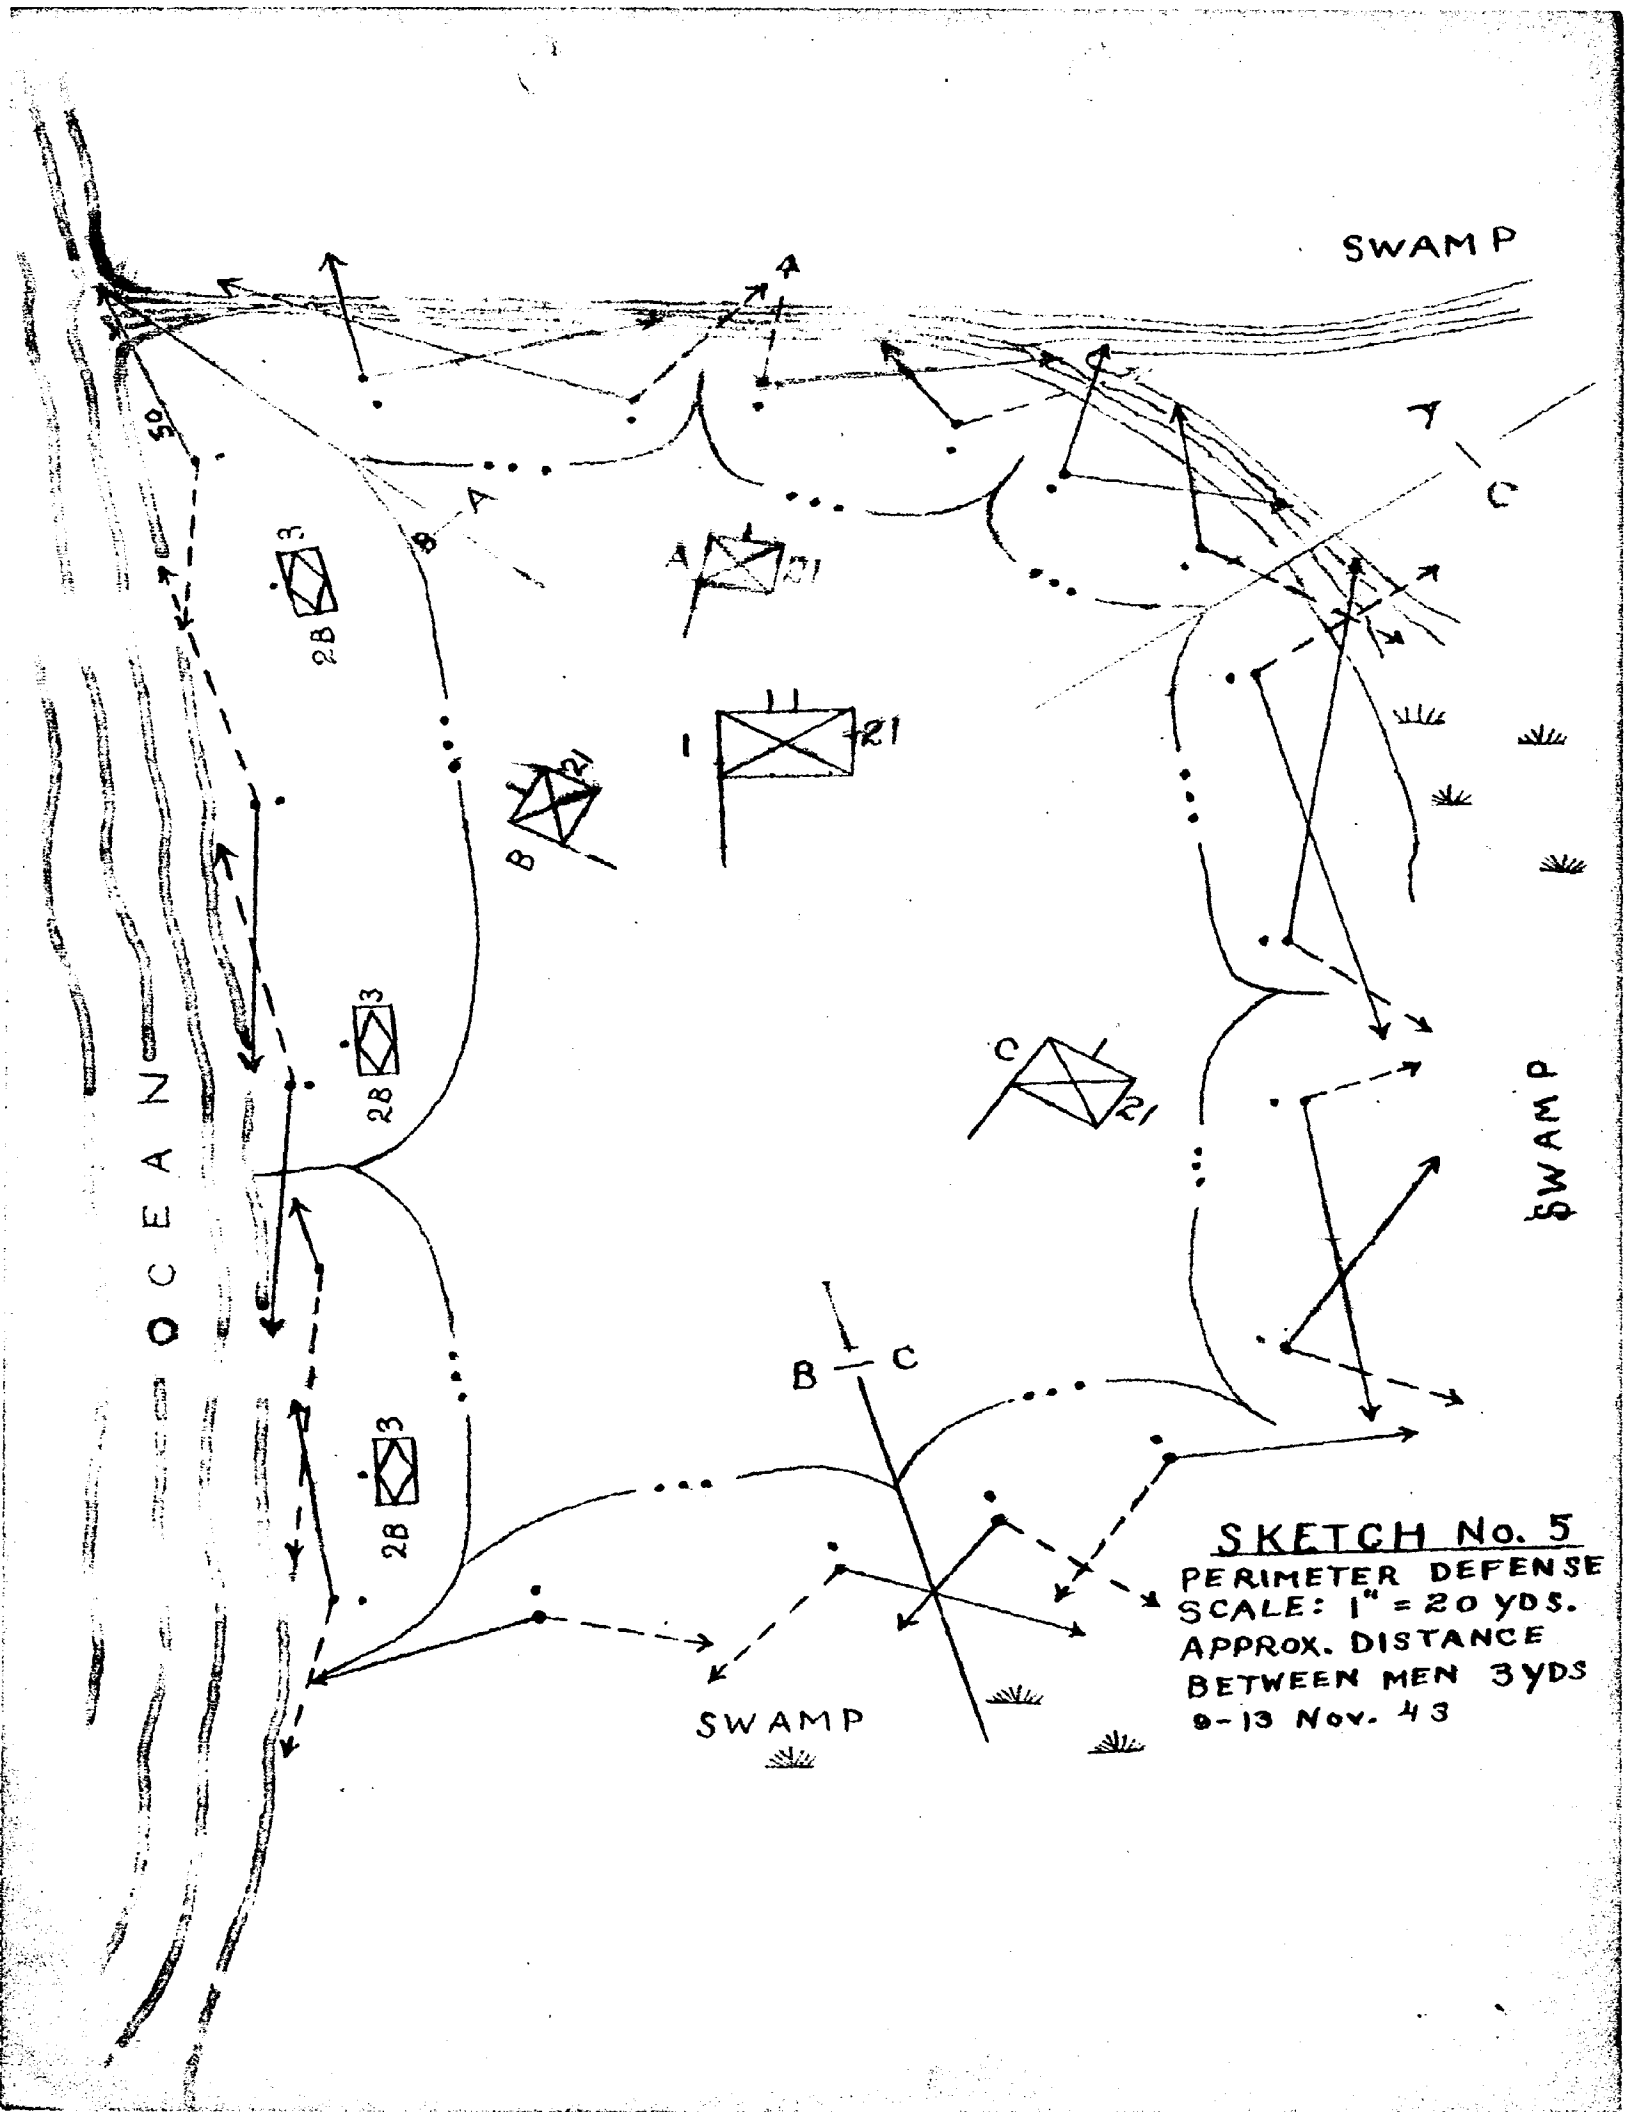 SWAMP
50
A
C
B A
3
2B
A 21
1 21
21
B
3
2B
C
21
OCEAN
SWAMP
B C
3
2B
SWAMP
SKETCH No. 5
PERIMETER DEFENSE
SCALE: 1" = 20 YDS.
APPROX. DISTANCE
BETWEEN MEN 3 YDS
9-13 Nov. 43